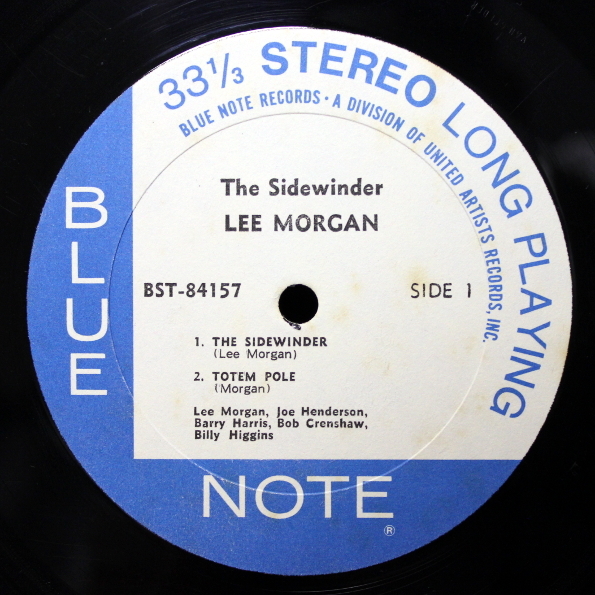 33⅓ STEREO LONG PLAYING
BLUE NOTE RECORDS · A DIVISION OF UNITED ARTISTS RECORDS, INC.
The Sidewinder
LEE MORGAN
BST-84157
SIDE 1
1. THE SIDEWINDER
(Lee Morgan)
2. TOTEM POLE
(Morgan)
Lee Morgan, Joe Henderson,
Barry Harris, Bob Crenshaw,
Billy Higgins
BLUE
NOTE
®